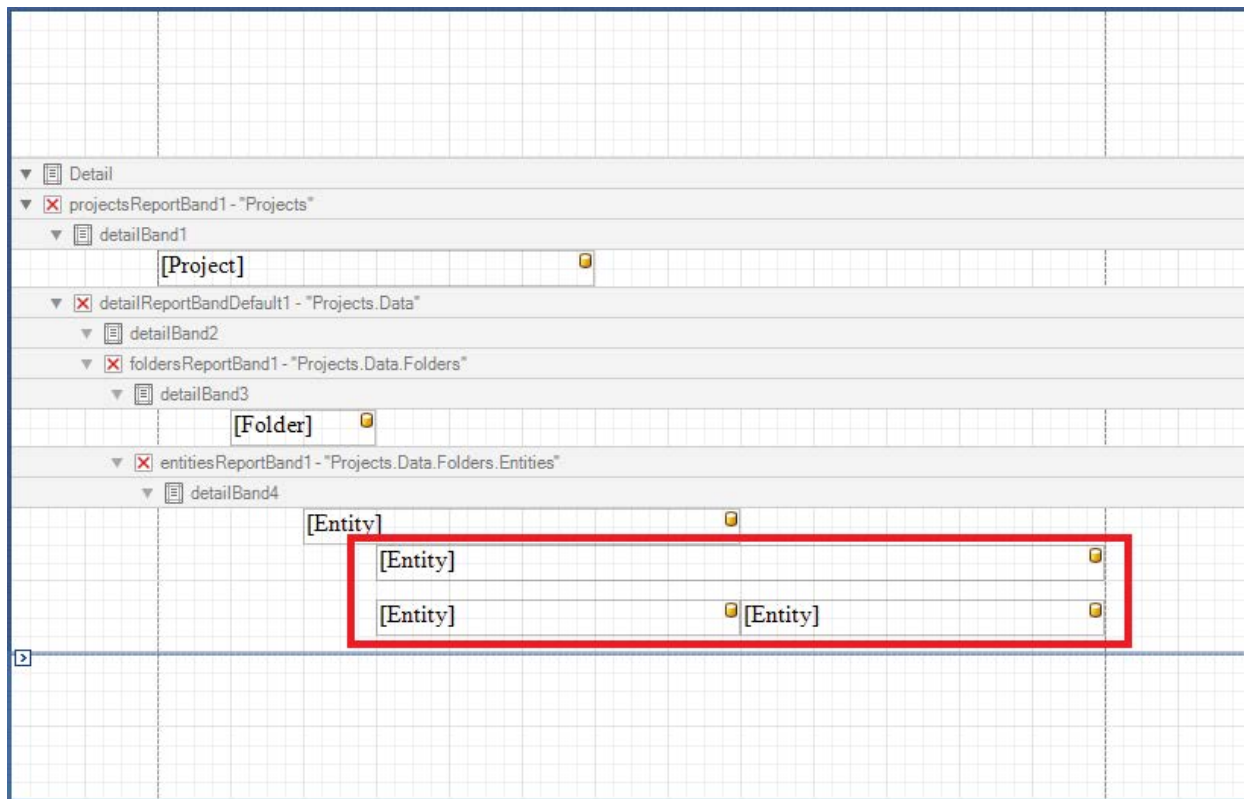 Detail
projectsReportBand1 - "Projects"
detailBand1
[Project]
detailReportBandDefault1 - "Projects.Data"
detailBand2
foldersReportBand1 - "Projects.Data.Folders"
detailBand3
[Folder]
entitiesReportBand1 - "Projects.Data.Folders.Entities"
detailBand4
[Entity]
[Entity]
[Entity] [Entity]